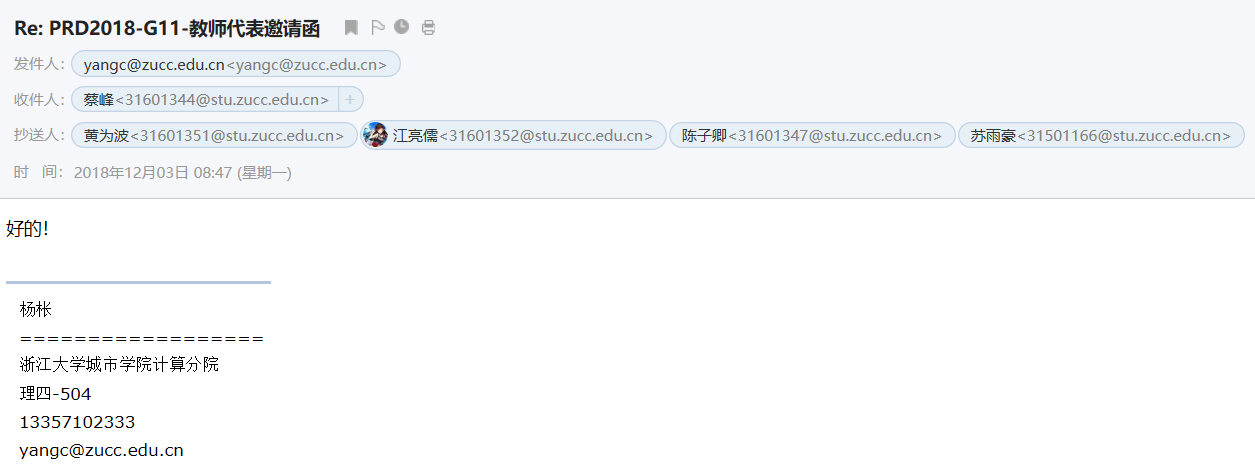 Re: PRD2018-G11-教师代表邀请函
发件人： yangc@zucc.edu.cn<yangc@zucc.edu.cn>
收件人： 蔡峰<31601344@stu.zucc.edu.cn> +
抄送人： 黄为波<31601351@stu.zucc.edu.cn> 江亮儒<31601352@stu.zucc.edu.cn> 陈子卿<31601347@stu.zucc.edu.cn> 苏雨豪<31501166@stu.zucc.edu.cn>
时 间： 2018年12月03日 08:47 (星期一)
好的！
杨枨
==================
浙江大学城市学院计算分院
理四-504
13357102333
yangc@zucc.edu.cn